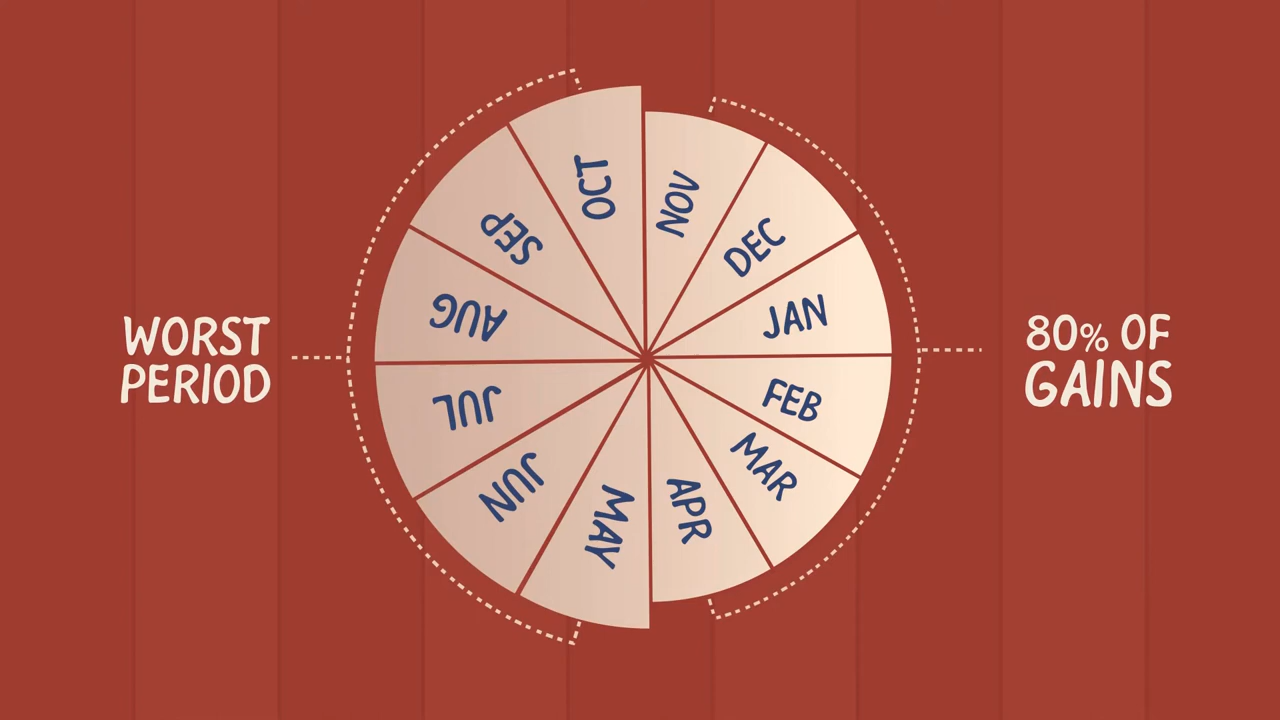 WORST
PERIOD
OCT
NOV
DEC
JAN
FEB
MAR
APR
MAY
JUN
JUL
AUG
SEP
80% OF
GAINS